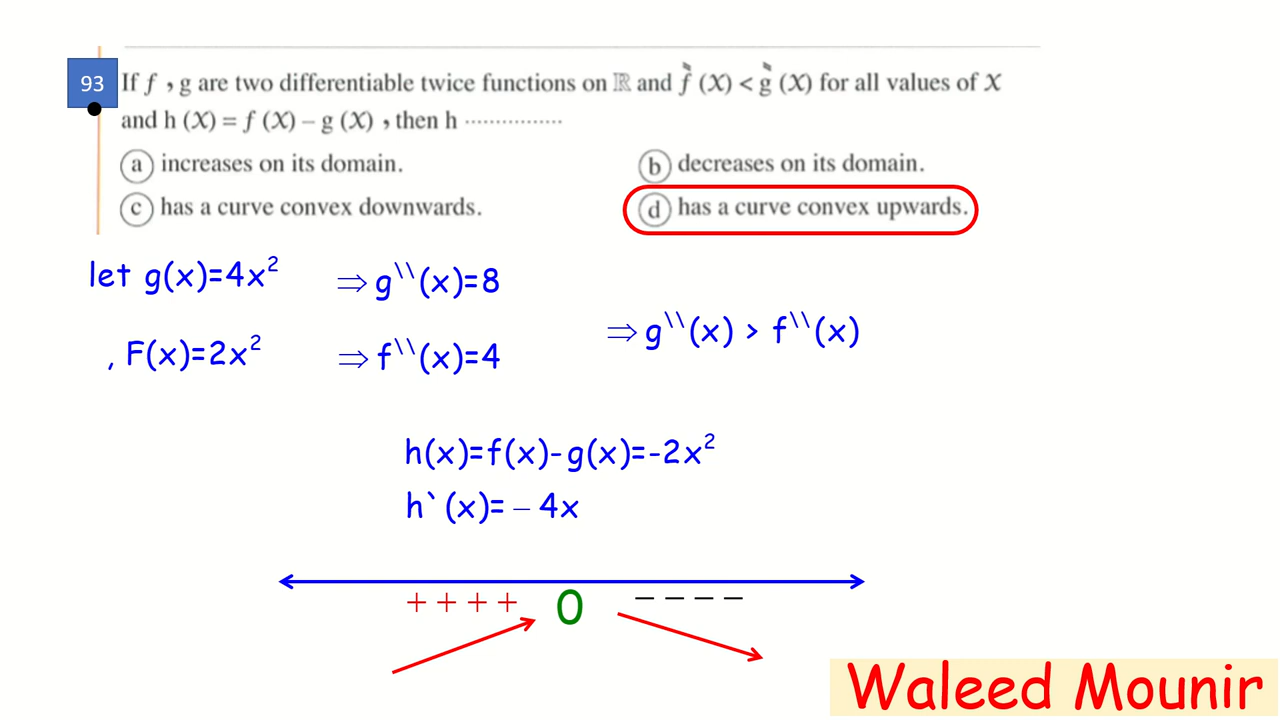 93 If f , g are two differentiable twice functions on ℝ and f̏ (X) < g̏ (X) for all values of X
and h (X) = f (X) – g (X) , then h ················
a increases on its domain.
b decreases on its domain.
c has a curve convex downwards.
d has a curve convex upwards.
let g(x)=4x² ⇒ g\\(x)=8
, F(x)=2x² ⇒ f\\(x)=4
⇒ g\\(x) > f\\(x)
h(x)=f(x)-g(x)=-2x²
h`(x)= – 4x
+ + + + 0 – – – –
Waleed Mounir